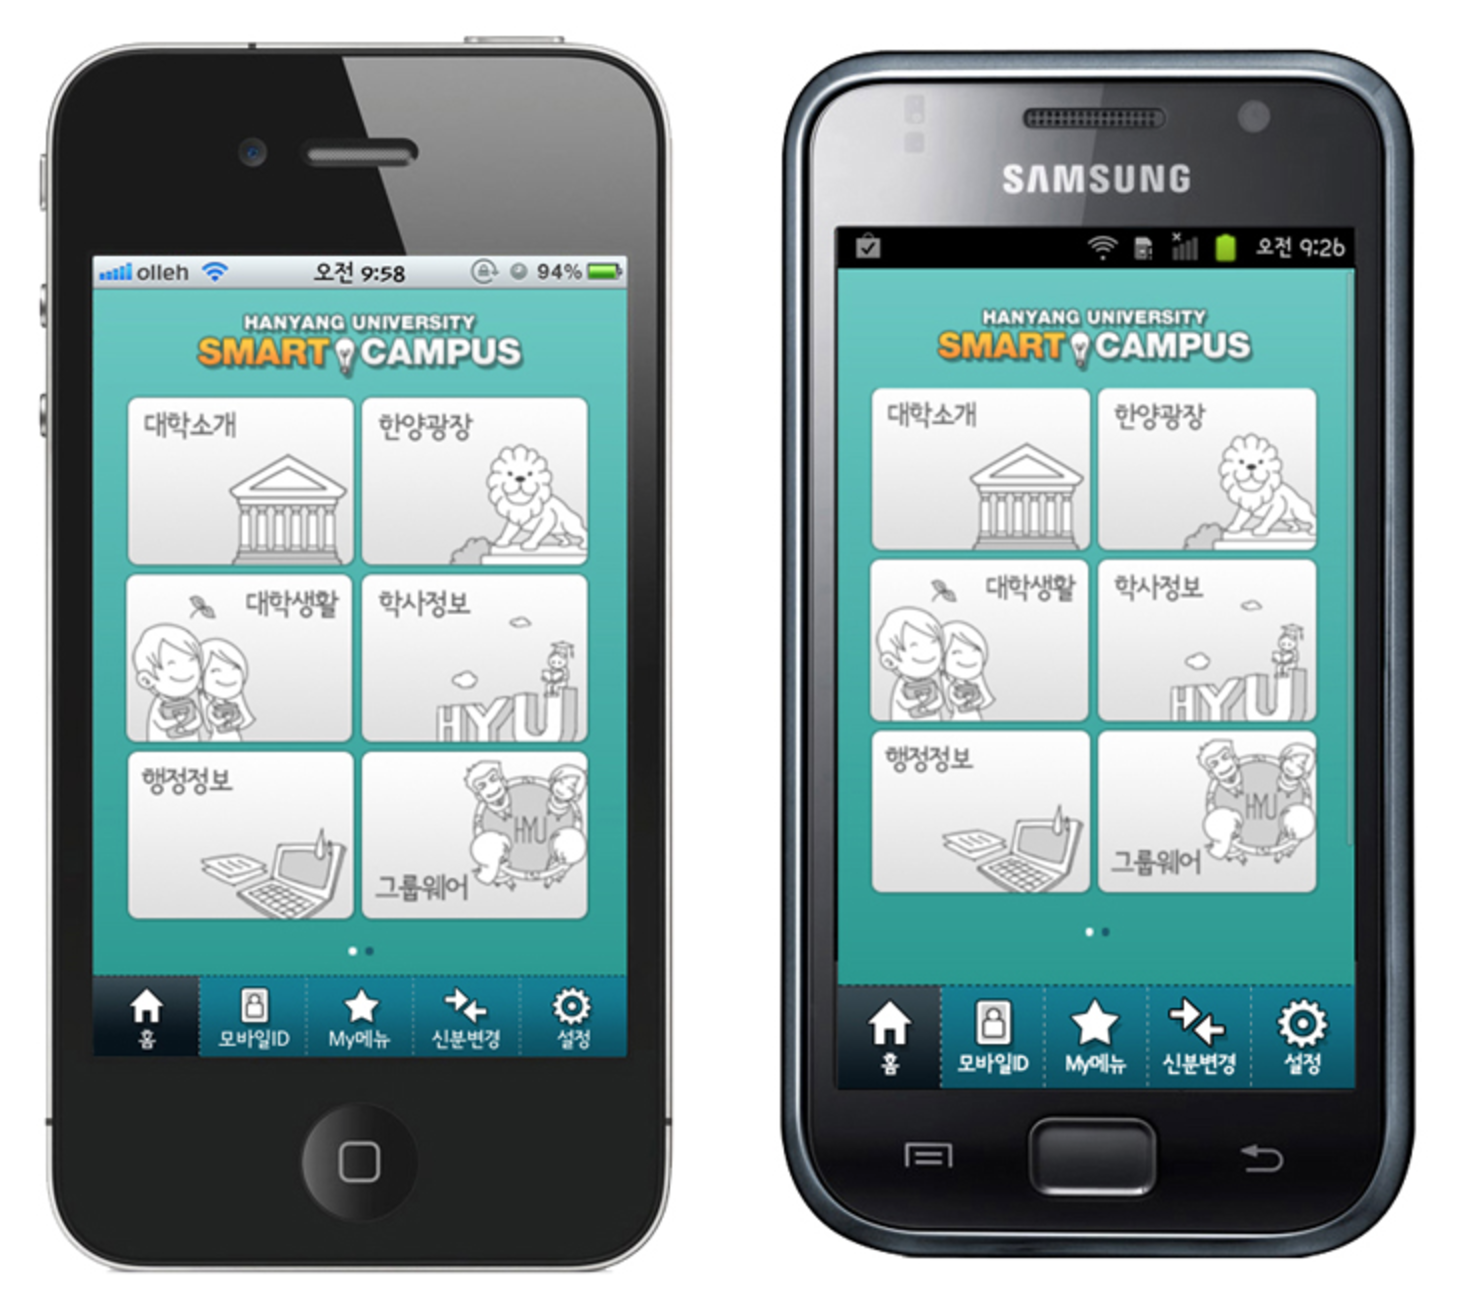 olleh 오전 9:58 94%
HANYANG UNIVERSITY
SMART CAMPUS
대학소개
한양광장
대학생활
학사정보
HYU
행정정보
HYU
그룹웨어
홈
모바일ID
My메뉴
신분변경
설정
SAMSUNG
오전 9:26
HANYANG UNIVERSITY
SMART CAMPUS
대학소개
한양광장
대학생활
학사정보
HYU
행정정보
HYU
그룹웨어
홈
모바일ID
My메뉴
신분변경
설정